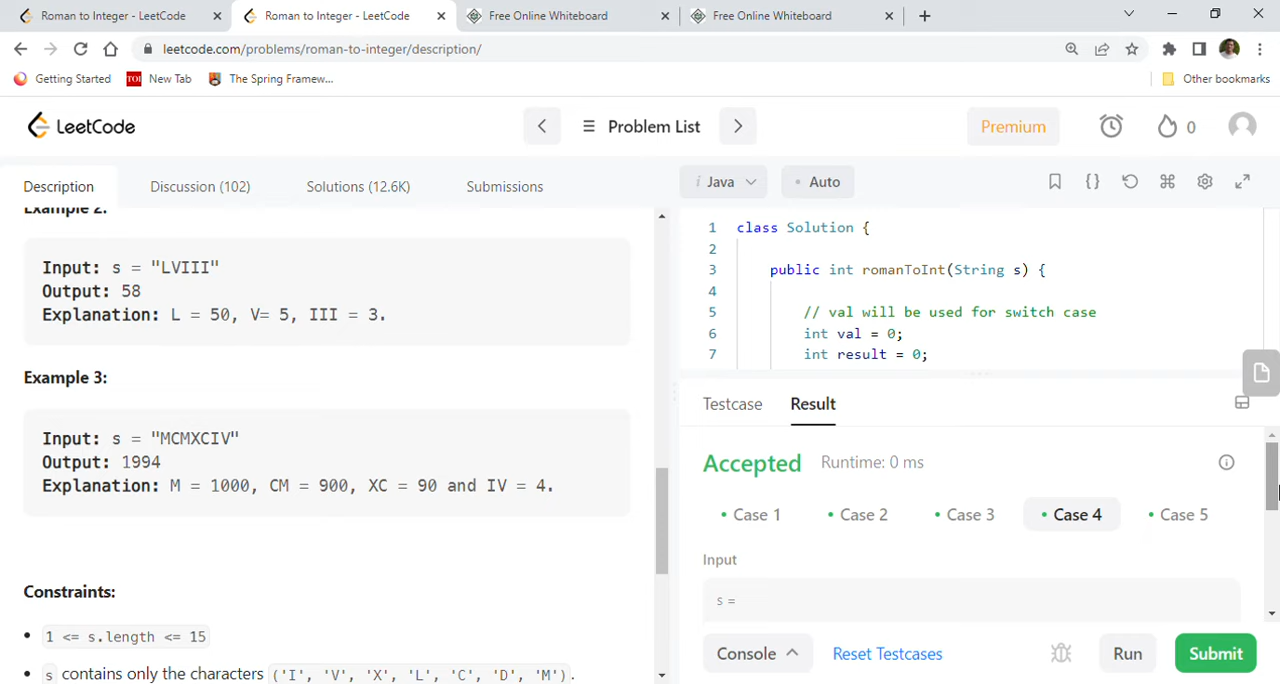 Roman to Integer - LeetCode
Roman to Integer - LeetCode
Free Online Whiteboard
Free Online Whiteboard
leetcode.com/problems/roman-to-integer/description/
Getting Started
TOI New Tab
The Spring Framew...
Other bookmarks
LeetCode
Problem List
Premium
0
Description
Discussion (102)
Solutions (12.6K)
Submissions
i Java
Auto
Example 2:
Input: s = "LVIII"
Output: 58
Explanation: L = 50, V= 5, III = 3.
Example 3:
Input: s = "MCMXCIV"
Output: 1994
Explanation: M = 1000, CM = 900, XC = 90 and IV = 4.
Constraints:
1 <= s.length <= 15
s contains only the characters ('I', 'V', 'X', 'L', 'C', 'D', 'M').
1 class Solution {
2
3 public int romanToInt(String s) {
4
5 // val will be used for switch case
6 int val = 0;
7 int result = 0;
Testcase
Result
Accepted Runtime: 0 ms
Case 1
Case 2
Case 3
Case 4
Case 5
Input
s =
Console
Reset Testcases
Run
Submit